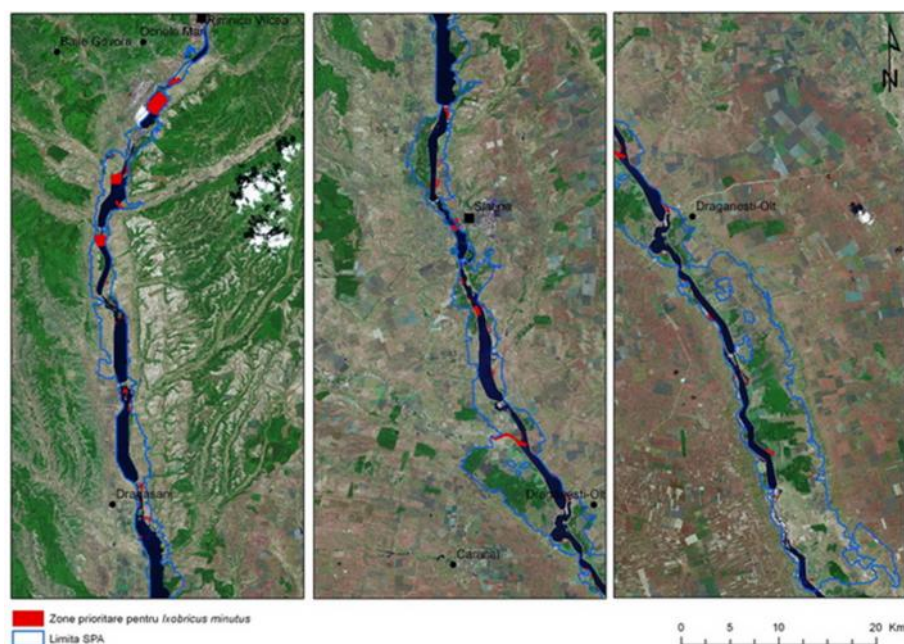 Rimnicu Vilcea
Ocnele Mari
Baile Govora
Dragasani
Slatina
Draganesti-Olt
Caracal
N
Draganesti-Olt
Zone prioritare pentru Ixobricus minutus
Limita SPA
0 5 10 20 Km